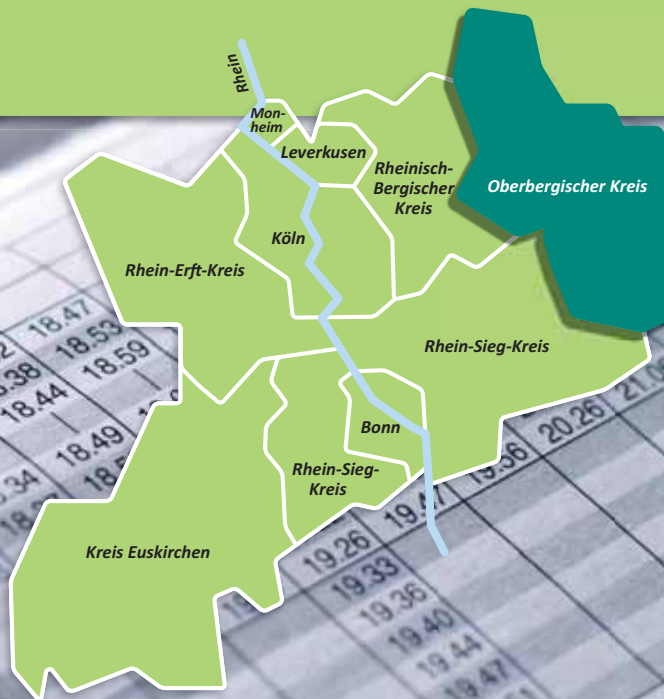 Rhein
Mon-
heim
Leverkusen
Rheinisch-
Bergischer
Kreis
Oberbergischer Kreis
Köln
Rhein-Erft-Kreis
Rhein-Sieg-Kreis
Bonn
Rhein-Sieg-
Kreis
Kreis Euskirchen
18.47
18.53
18.38
18.59
18.44
18.49
19.26
19.47
19.56
20.26
19.33
19.36
19.40
19.44
19.47